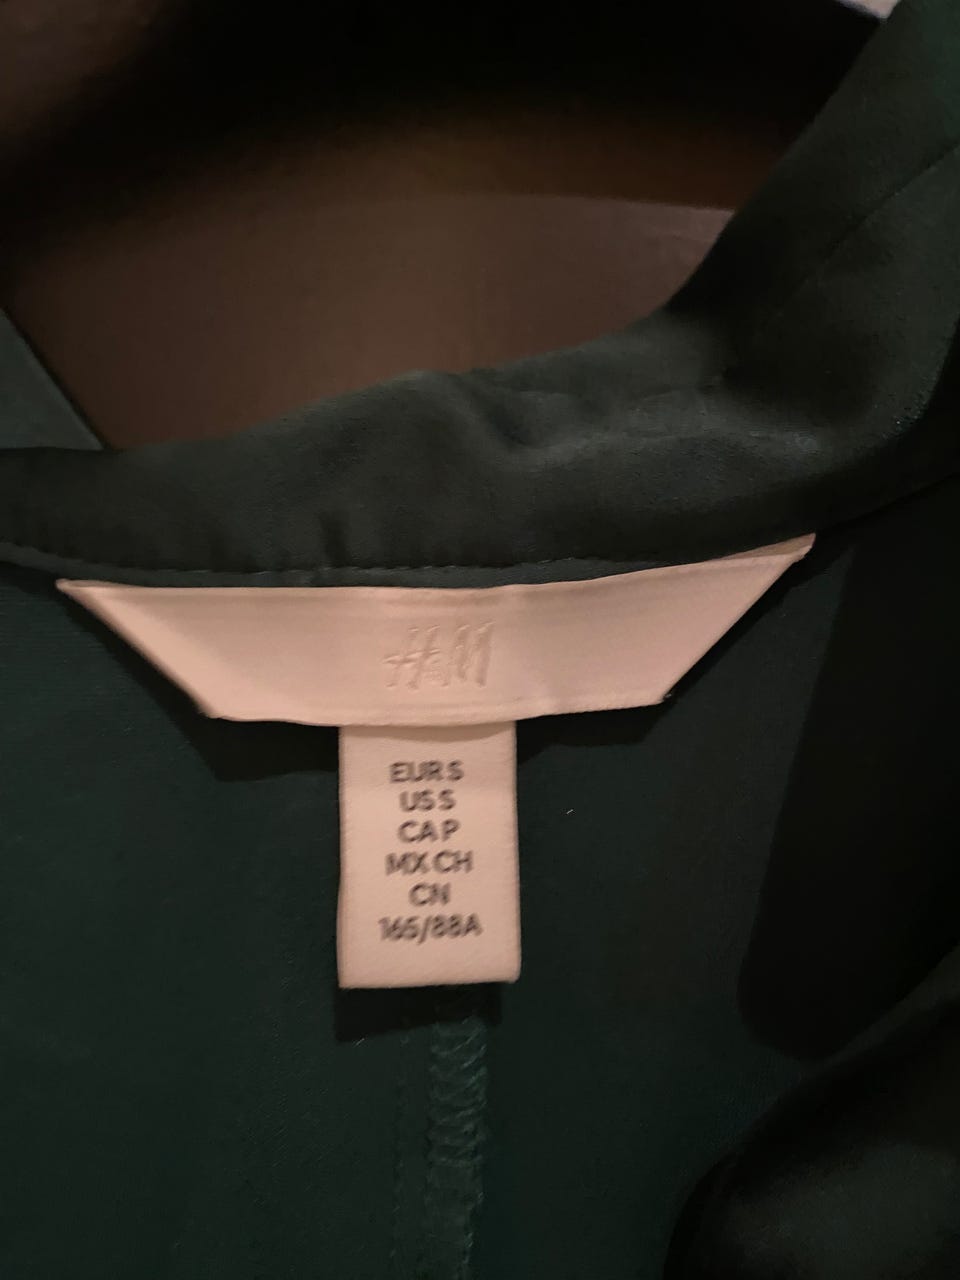 H&M
EUR S
US S
CA P
MX CH
CN
165/88A